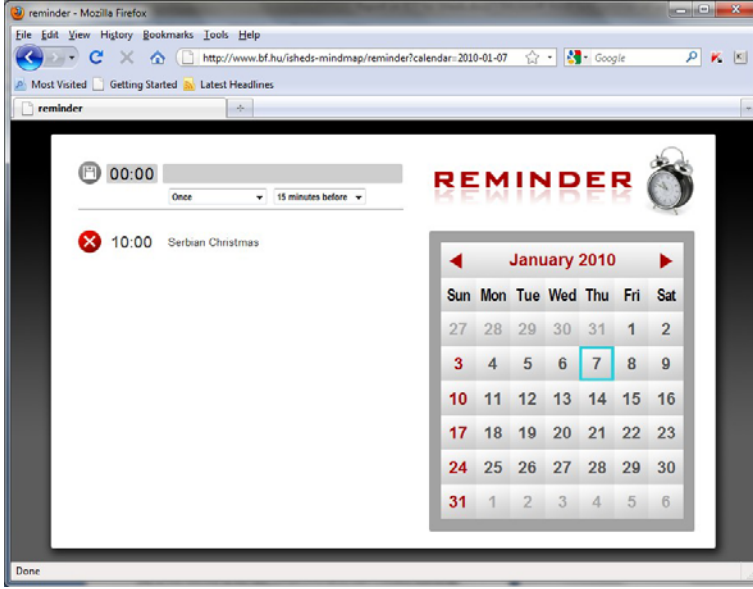 reminder - Mozilla Firefox
File Edit View History Bookmarks Tools Help
http://www.bf.hu/isheds-mindmap/reminder?calendar=2010-01-07
Google
Most Visited Getting Started Latest Headlines
reminder
00:00
Once 15 minutes before
REMINDER
10:00 Serbian Christmas
January 2010
Sun Mon Tue Wed Thu Fri Sat
27 28 29 30 31 1 2
3 4 5 6 7 8 9
10 11 12 13 14 15 16
17 18 19 20 21 22 23
24 25 26 27 28 29 30
31 1 2 3 4 5 6
Done